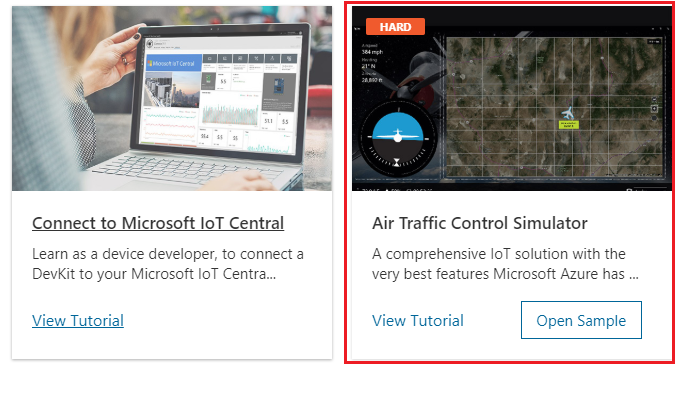 Microsoft IoT Central
HARD
384 mph
21° N
28,893 ft
Connect to Microsoft IoT Central
Learn as a device developer, to connect a
DevKit to your Microsoft IoT Centra...
View Tutorial
Air Traffic Control Simulator
A comprehensive IoT solution with the
very best features Microsoft Azure has ...
View Tutorial
Open Sample